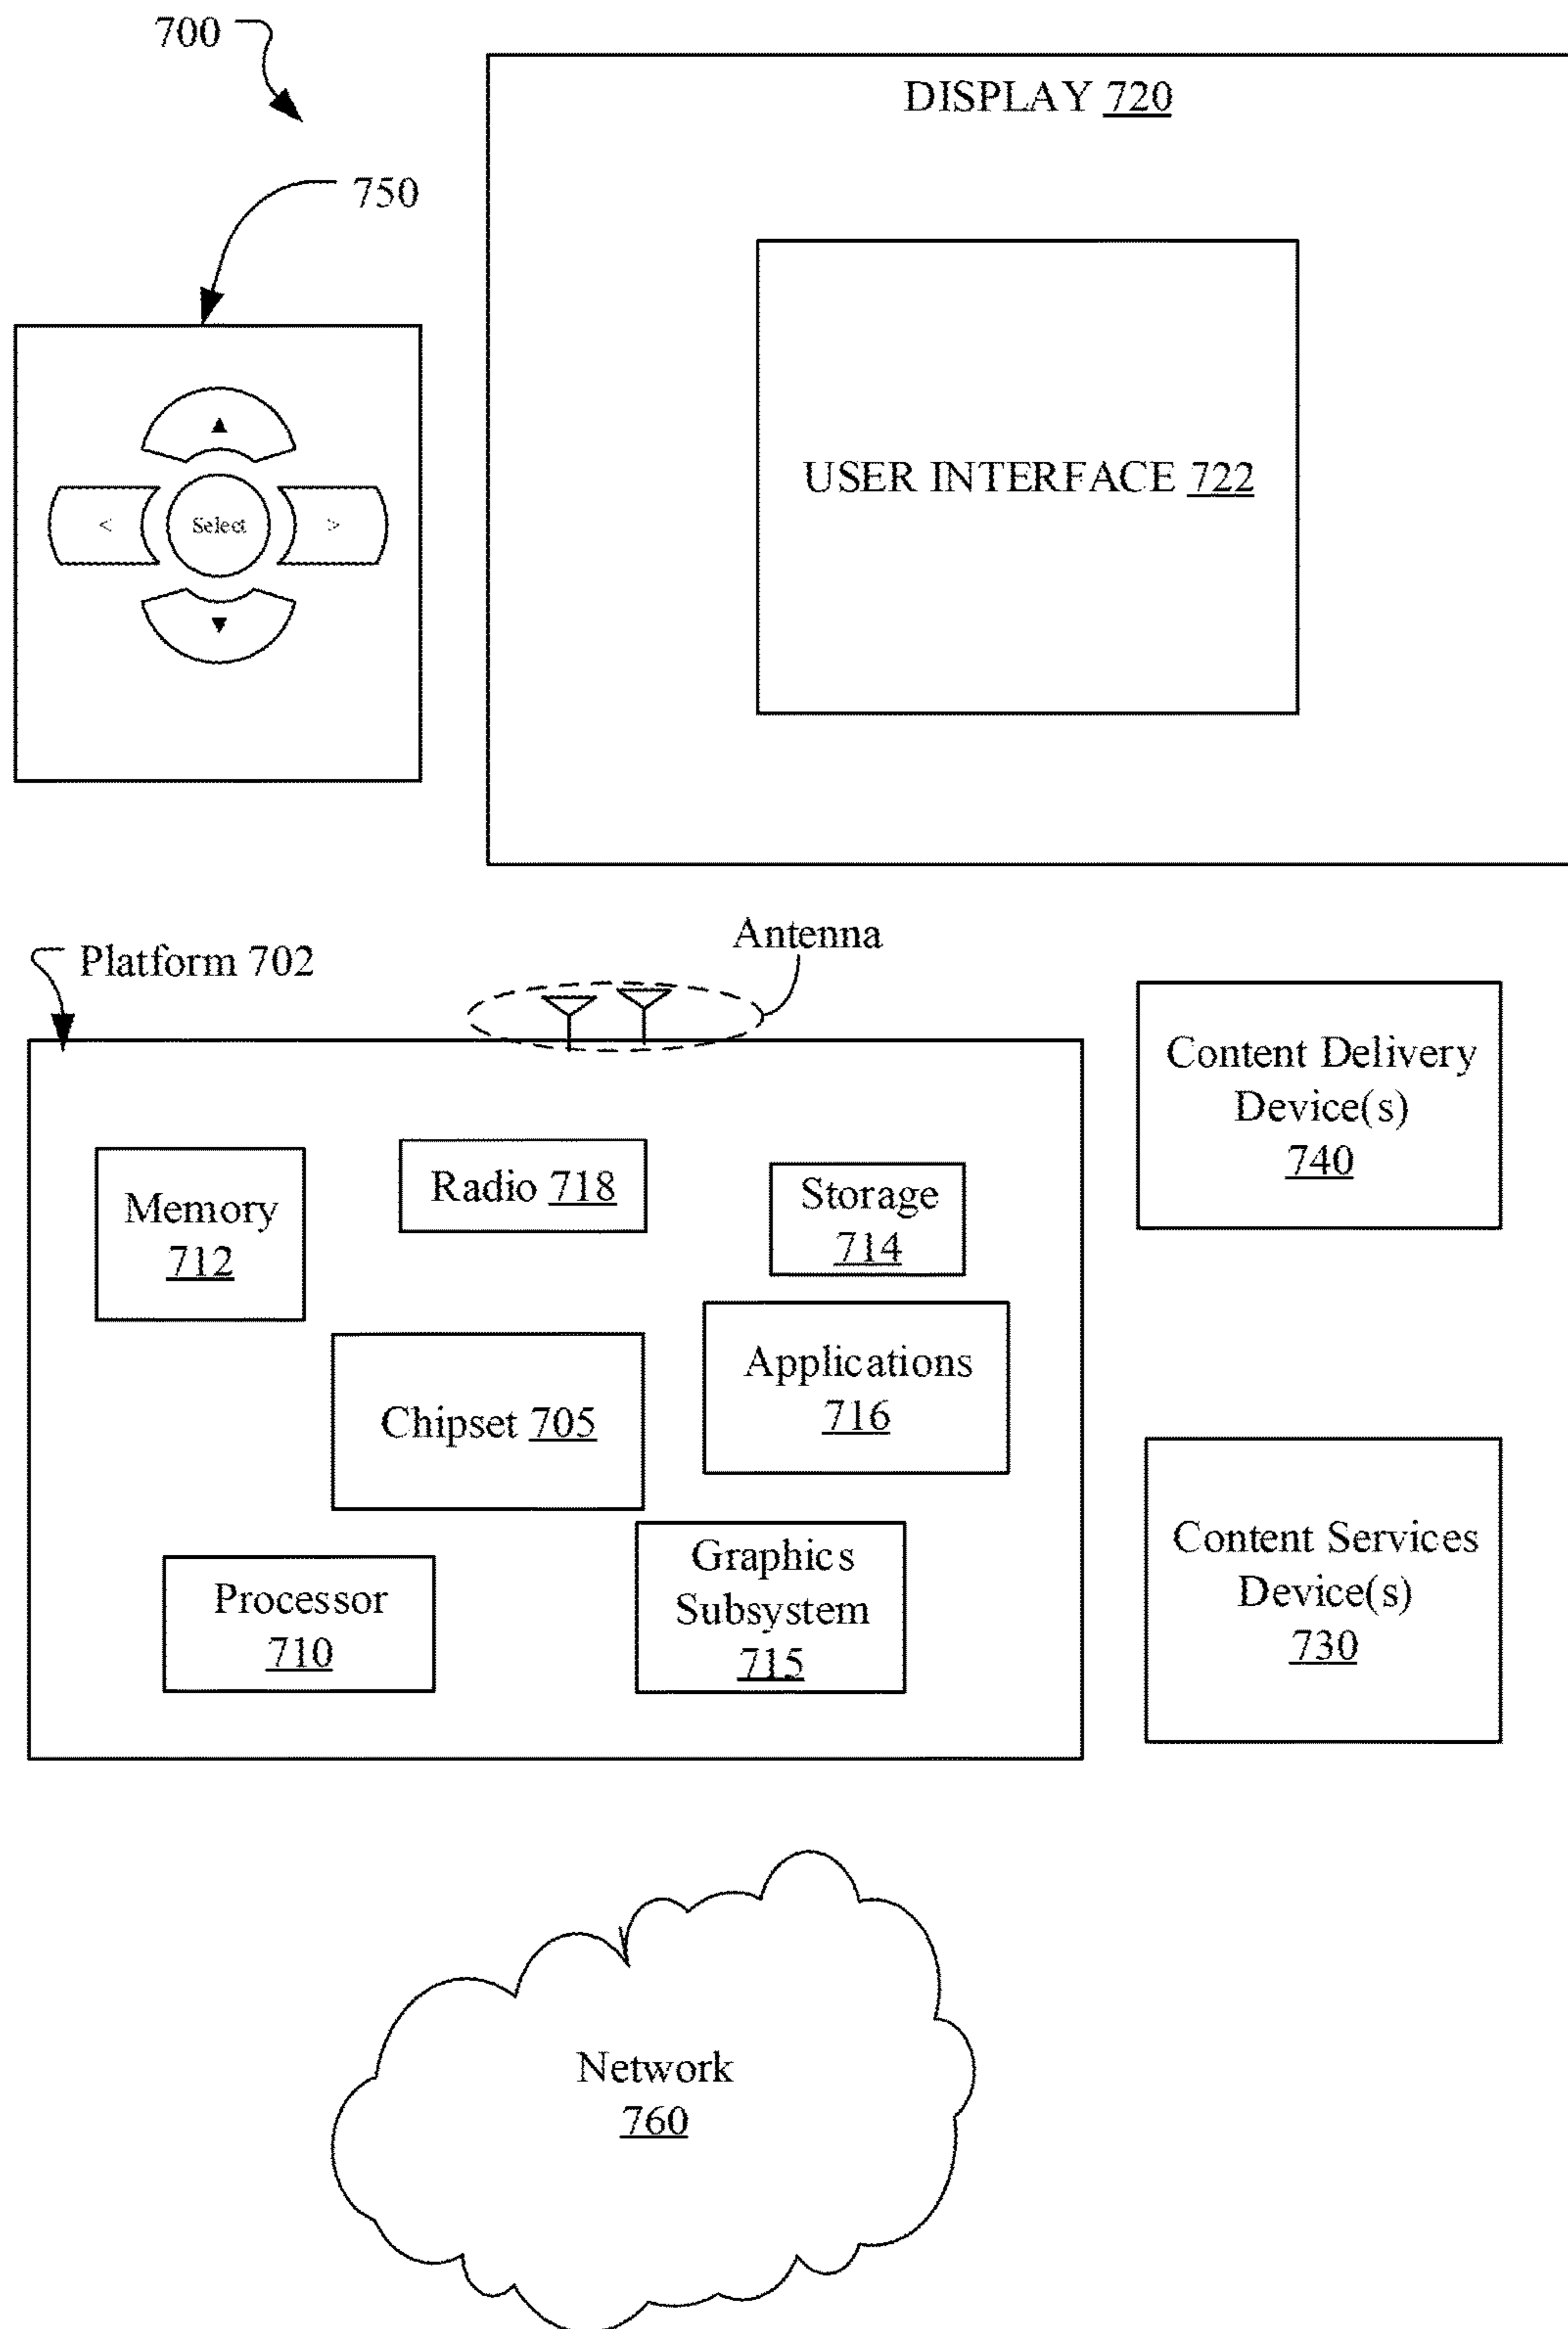 700
DISPLAY 720
750
▲
< Select >
▼
USER INTERFACE 722
Platform 702
Antenna
Content Delivery
Device(s)
740
Memory
712
Radio 718
Storage
714
Chipset 705
Applications
716
Processor
710
Graphics
Subsystem
715
Content Services
Device(s)
730
Network
760